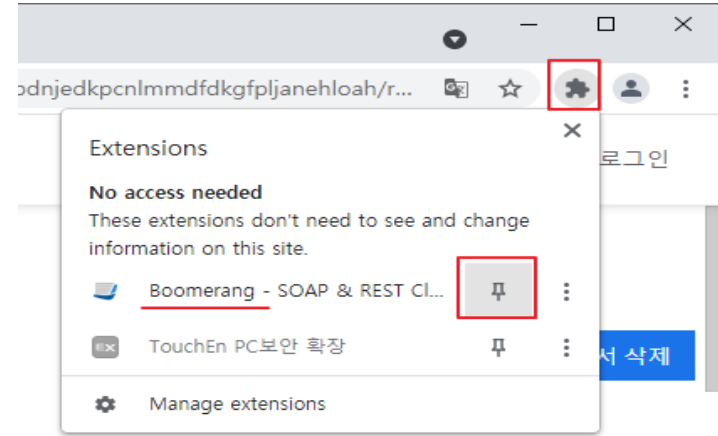 odnjedkpcnlmmdfdkgfpljanehloah/r...
Extensions
로그인
No access needed
These extensions don't need to see and change
information on this site.
Boomerang - SOAP & REST Cl...
EX TouchEn PC보안 확장
서 삭제
Manage extensions